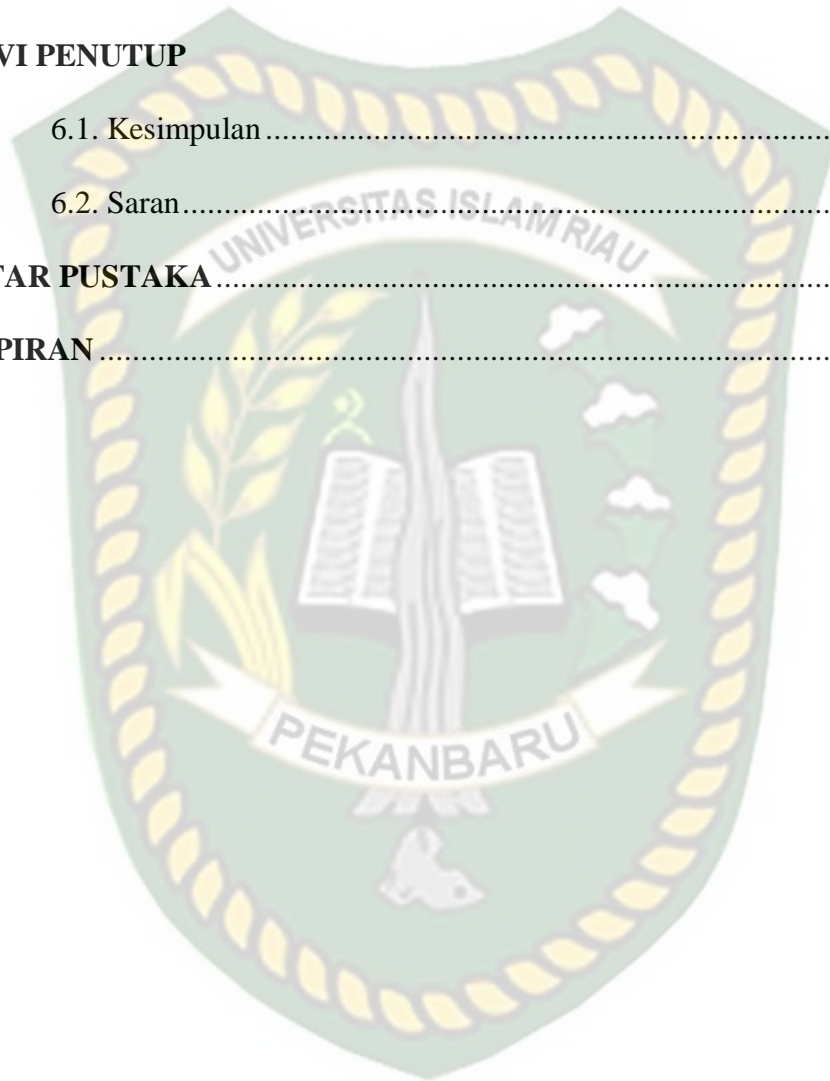 VI PENUTUP
6.1. Kesimpulan ..........................................................................
6.2. Saran ..........................................................................
UNIVERSITAS ISLAM RIAU
TAR PUSTAKA ..........................................................................
PIRAN ..........................................................................
PEKANBARU